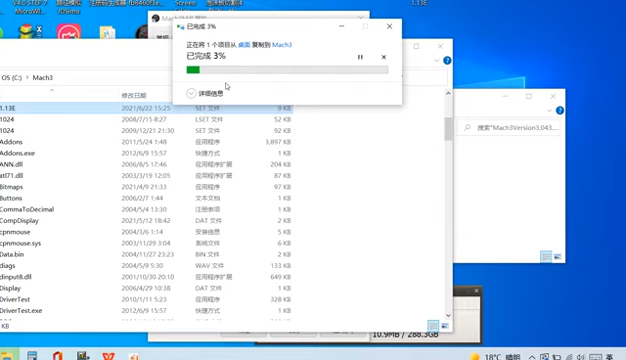 V4.0 STEP 7
MicroWI...
V20simu
Screen
1.13E
已完成 3%
正在将 1 个项目从 桌面 复制到 Mach3
已完成 3%
详细信息
OS (C:) › Mach3
修改日期
1.13E 2021/6/22 15:25 SET 文件 9 KB
1024 2008/7/15 8:27 LSET 文件 52 KB
1024 2009/12/21 21:30 SET 文件 92 KB
Addons 2011/5/24 1:48 应用程序 3,897 KB
Addons.exe 2012/6/9 15:57 快捷方式 1 KB
ANN.dll 2006/8/5 17:46 应用程序扩展 204 KB
atl71.dll 2003/3/19 12:05 应用程序扩展 87 KB
Bitmaps 2021/4/9 21:33 应用程序 97 KB
Buttons 2006/2/7 1:44 文本文档 1 KB
CommaToDecimal 2004/5/4 13:30 注册表项 1 KB
CompDisplay 2021/5/12 18:42 DAT 文件 2 KB
cpnmouse 2004/3/6 1:14 安装信息 5 KB
cpnmouse.sys 2003/11/29 3:04 系统文件 6 KB
Data.bin 2004/11/27 23:23 BIN 文件 2 KB
diags 2004/5/9 5:30 WAV 文件 133 KB
dinput8.dll 2001/10/30 20:10 应用程序扩展 649 KB
Display 2006/4/29 10:38 DAT 文件 1 KB
DriverTest 2010/1/11 5:23 应用程序 328 KB
DriverTest.exe 2012/6/9 15:57 快捷方式 1 KB
KB
搜索"Mach3Version3.043...
10.9MB / 288.3GB
18°C 晴朗
英